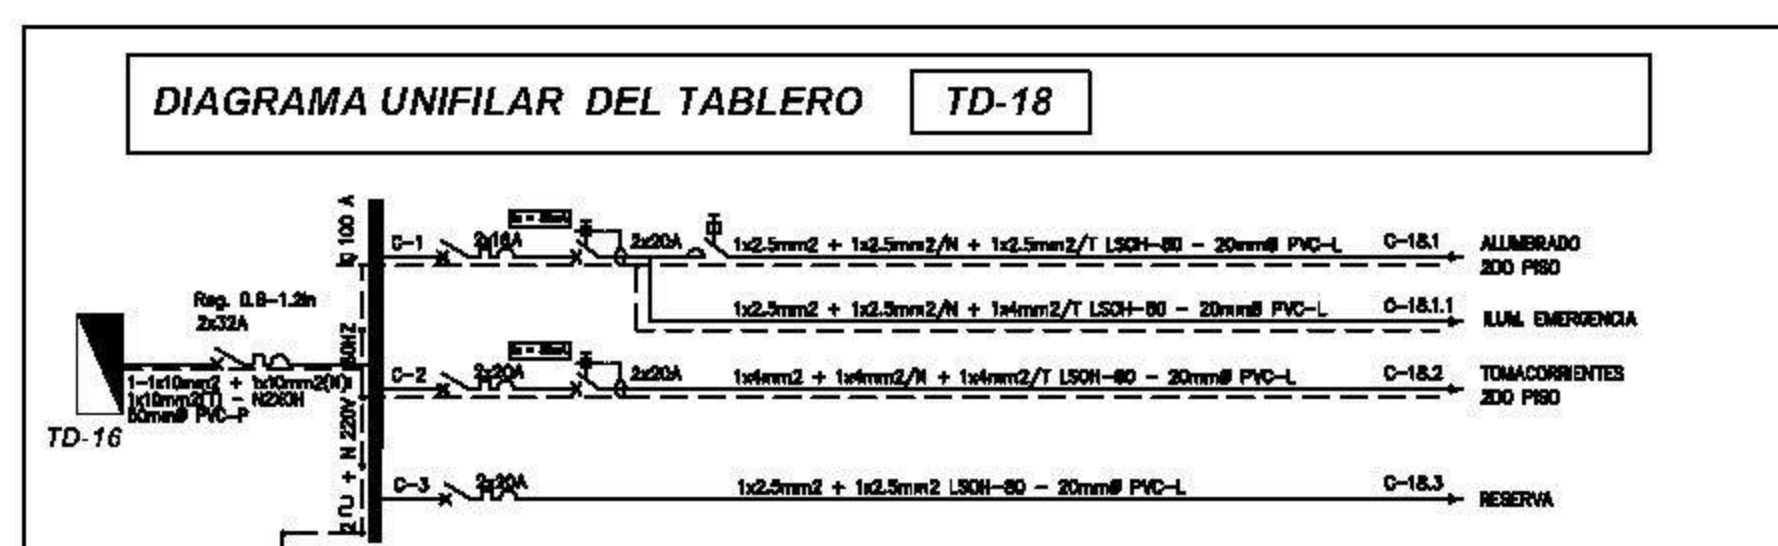 DIAGRAMA UNIFILAR DEL TABLERO TD-18
100 A
C-1 2x16A 2x20A 1x2.5mm2 + 1x2.5mm2/N + 1x2.5mm2/T LSOH-80 - 20mmØ PVC-L C-18.1 ALUMBRADO
2DO PISO
1x2.5mm2 + 1x2.5mm2/N + 1x4mm2/T LSOH-80 - 20mmØ PVC-L C-18.1.1 ILUM. EMERGENCIA
Reg. 0.8-1.2In
2x32A
60HZ
C-2 2x20A 2x20A 1x4mm2 + 1x4mm2/N + 1x4mm2/T LSOH-80 - 20mmØ PVC-L C-18.2 TOMACORRIENTES
2DO PISO
1-1x10mm2 + 1x10mm2(N)
1x10mm2(T) - N2XOH
PVC-P
TD-16
+ N 220V
C-3 2x20A 1x2.5mm2 + 1x2.5mm2 LSOH-80 - 20mmØ PVC-L C-18.3 RESERVA